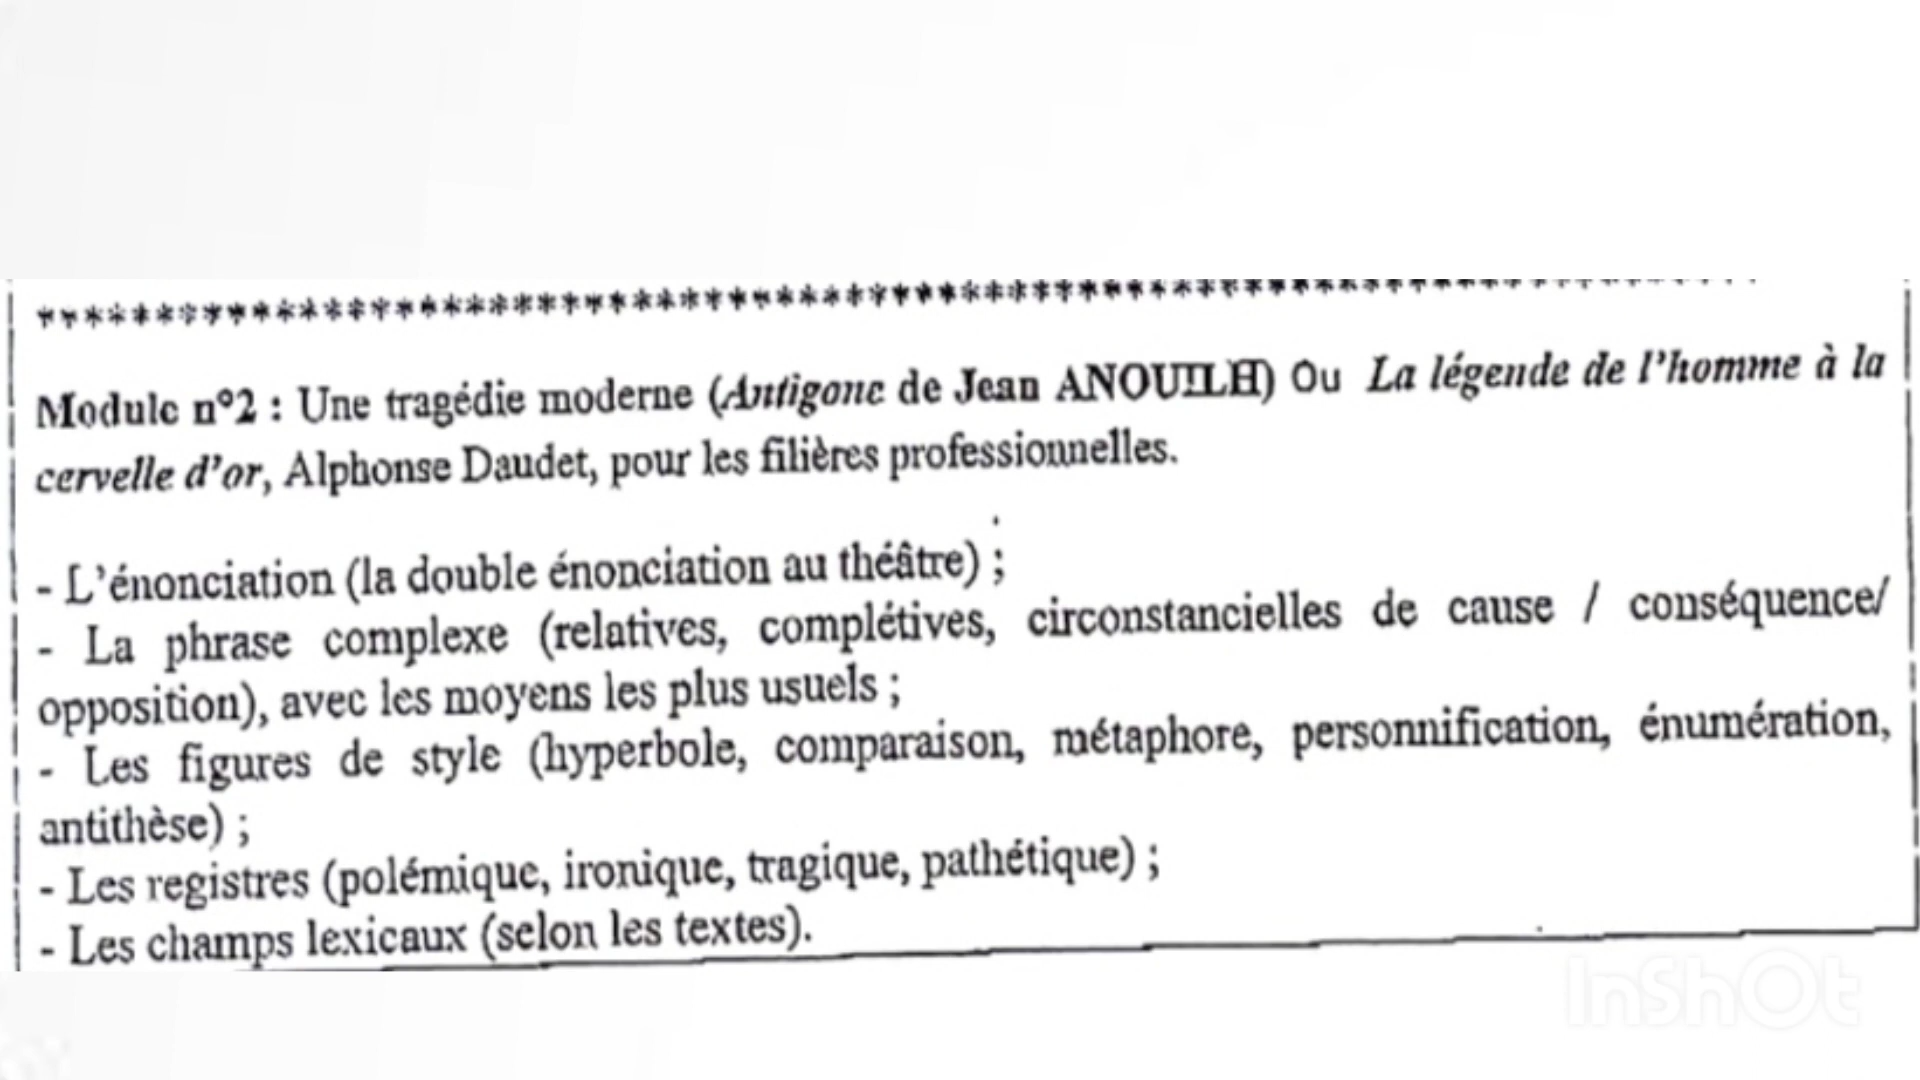 **************************************************************************
Module n°2 : Une tragédie moderne (Antigone de Jean ANOUILH) Ou La légende de l'homme à la
cervelle d'or, Alphonse Daudet, pour les filières professionnelles.
- L'énonciation (la double énonciation au théâtre) ;
- La phrase complexe (relatives, complétives, circonstancielles de cause / conséquence/
opposition), avec les moyens les plus usuels ;
- Les figures de style (hyperbole, comparaison, métaphore, personnification, énumération,
antithèse) ;
- Les registres (polémique, ironique, tragique, pathétique) ;
- Les champs lexicaux (selon les textes).
InShOt